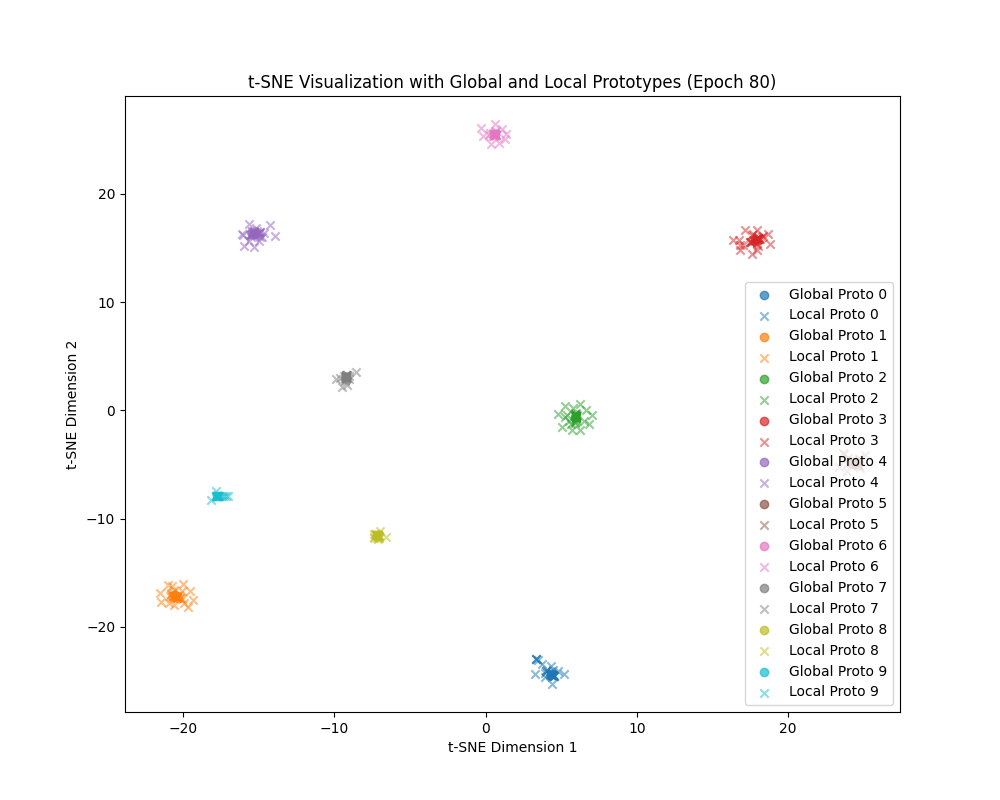 t-SNE Visualization with Global and Local Prototypes (Epoch 80)
t-SNE Dimension 2
20
10
0
−10
−20
−20
−10
0
10
20
t-SNE Dimension 1
Global Proto 0
Local Proto 0
Global Proto 1
Local Proto 1
Global Proto 2
Local Proto 2
Global Proto 3
Local Proto 3
Global Proto 4
Local Proto 4
Global Proto 5
Local Proto 5
Global Proto 6
Local Proto 6
Global Proto 7
Local Proto 7
Global Proto 8
Local Proto 8
Global Proto 9
Local Proto 9